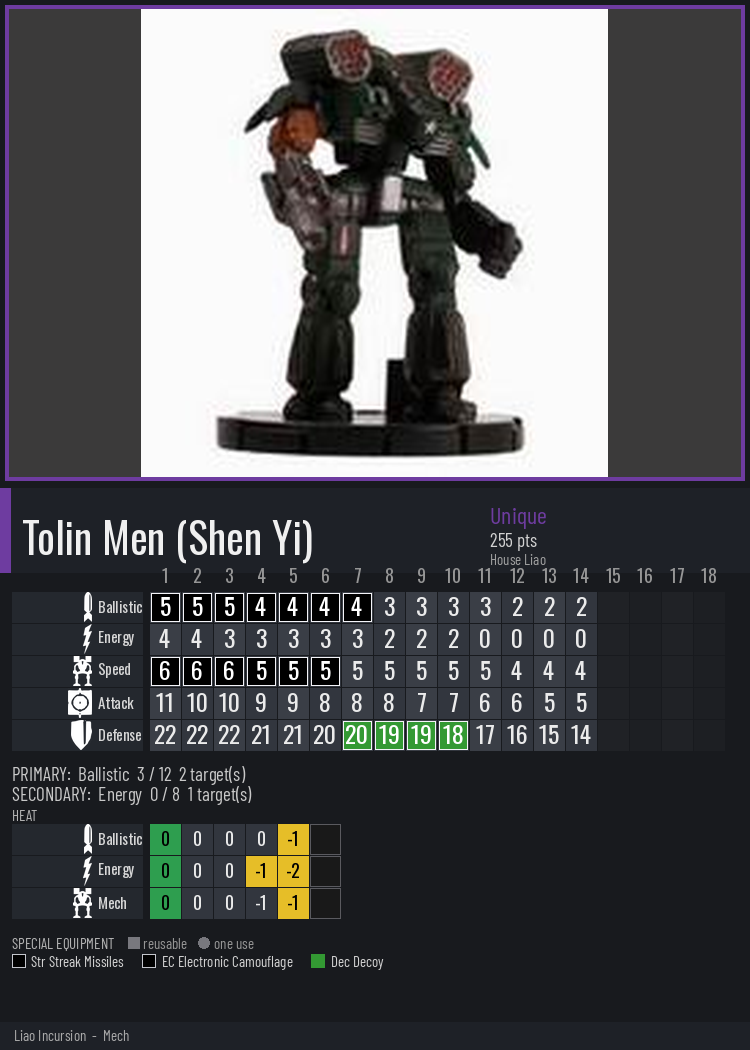 Tolin Men (Shen Yi)
Unique
255 pts
House Liao
1 2 3 4 5 6 7 8 9 10 11 12 13 14 15 16 17 18
Ballistic 5 5 5 4 4 4 4 3 3 3 3 2 2 2
Energy 4 4 3 3 3 3 3 2 2 2 0 0 0 0
Speed 6 6 6 5 5 5 5 5 5 5 5 4 4 4
Attack 11 10 10 9 9 8 8 8 7 7 6 6 5 5
Defense 22 22 22 21 21 20 20 19 19 18 17 16 15 14
PRIMARY: Ballistic 3 / 12 2 target(s)
SECONDARY: Energy 0 / 8 1 target(s)
HEAT
Ballistic 0 0 0 0 -1
Energy 0 0 0 -1 -2
Mech 0 0 0 -1 -1
SPECIAL EQUIPMENT reusable one use
Str Streak Missiles EC Electronic Camouflage Dec Decoy
Liao Incursion - Mech